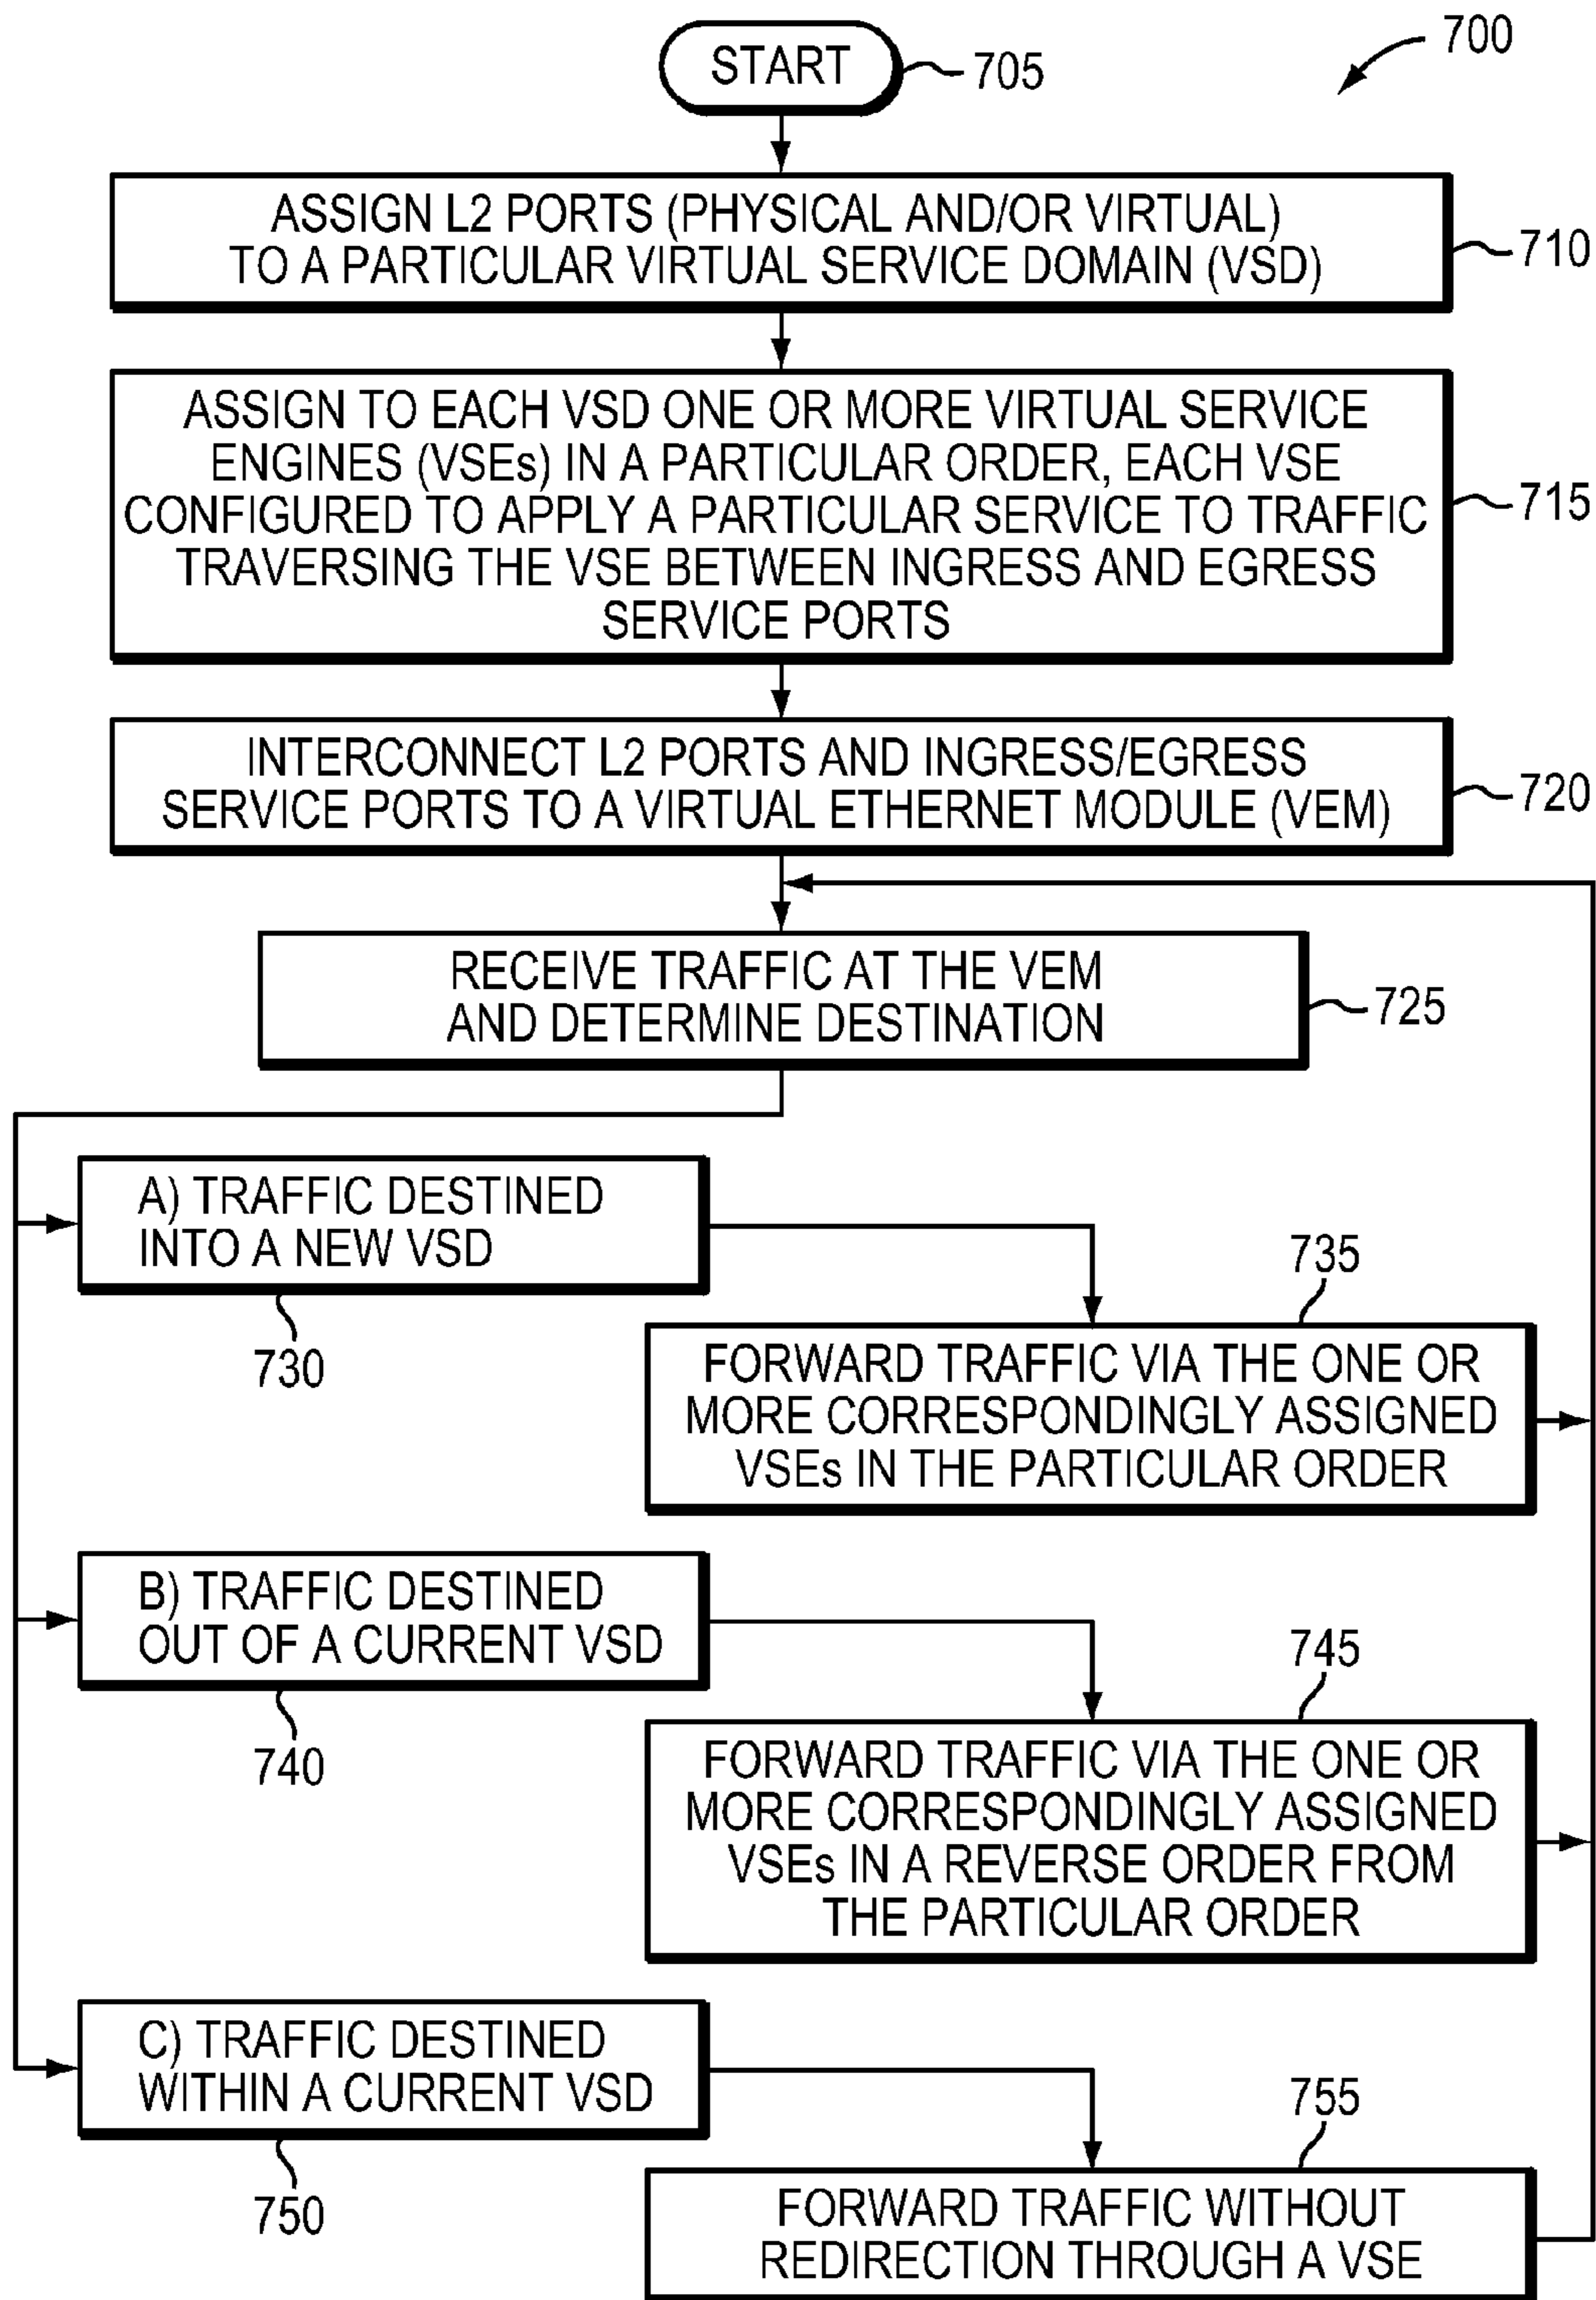 700
START
705
ASSIGN L2 PORTS (PHYSICAL AND/OR VIRTUAL)
TO A PARTICULAR VIRTUAL SERVICE DOMAIN (VSD)
710
ASSIGN TO EACH VSD ONE OR MORE VIRTUAL SERVICE
ENGINES (VSEs) IN A PARTICULAR ORDER, EACH VSE
CONFIGURED TO APPLY A PARTICULAR SERVICE TO TRAFFIC
TRAVERSING THE VSE BETWEEN INGRESS AND EGRESS
SERVICE PORTS
715
INTERCONNECT L2 PORTS AND INGRESS/EGRESS
SERVICE PORTS TO A VIRTUAL ETHERNET MODULE (VEM)
720
RECEIVE TRAFFIC AT THE VEM
AND DETERMINE DESTINATION
725
A) TRAFFIC DESTINED
INTO A NEW VSD
730
735
FORWARD TRAFFIC VIA THE ONE OR
MORE CORRESPONDINGLY ASSIGNED
VSEs IN THE PARTICULAR ORDER
B) TRAFFIC DESTINED
OUT OF A CURRENT VSD
740
745
FORWARD TRAFFIC VIA THE ONE OR
MORE CORRESPONDINGLY ASSIGNED
VSEs IN A REVERSE ORDER FROM
THE PARTICULAR ORDER
C) TRAFFIC DESTINED
WITHIN A CURRENT VSD
750
755
FORWARD TRAFFIC WITHOUT
REDIRECTION THROUGH A VSE